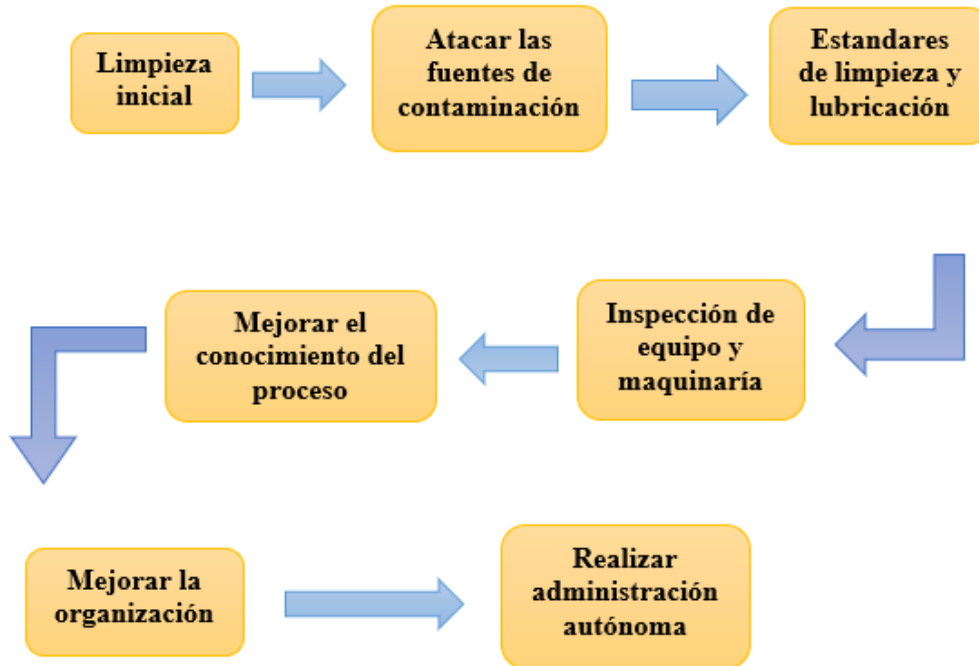 Limpieza
inicial
Atacar las
fuentes de
contaminación
Estandares
de limpieza y
lubricación
Inspección de
equipo y
maquinaría
Mejorar el
conocimiento del
proceso
Mejorar la
organización
Realizar
administración
autónoma